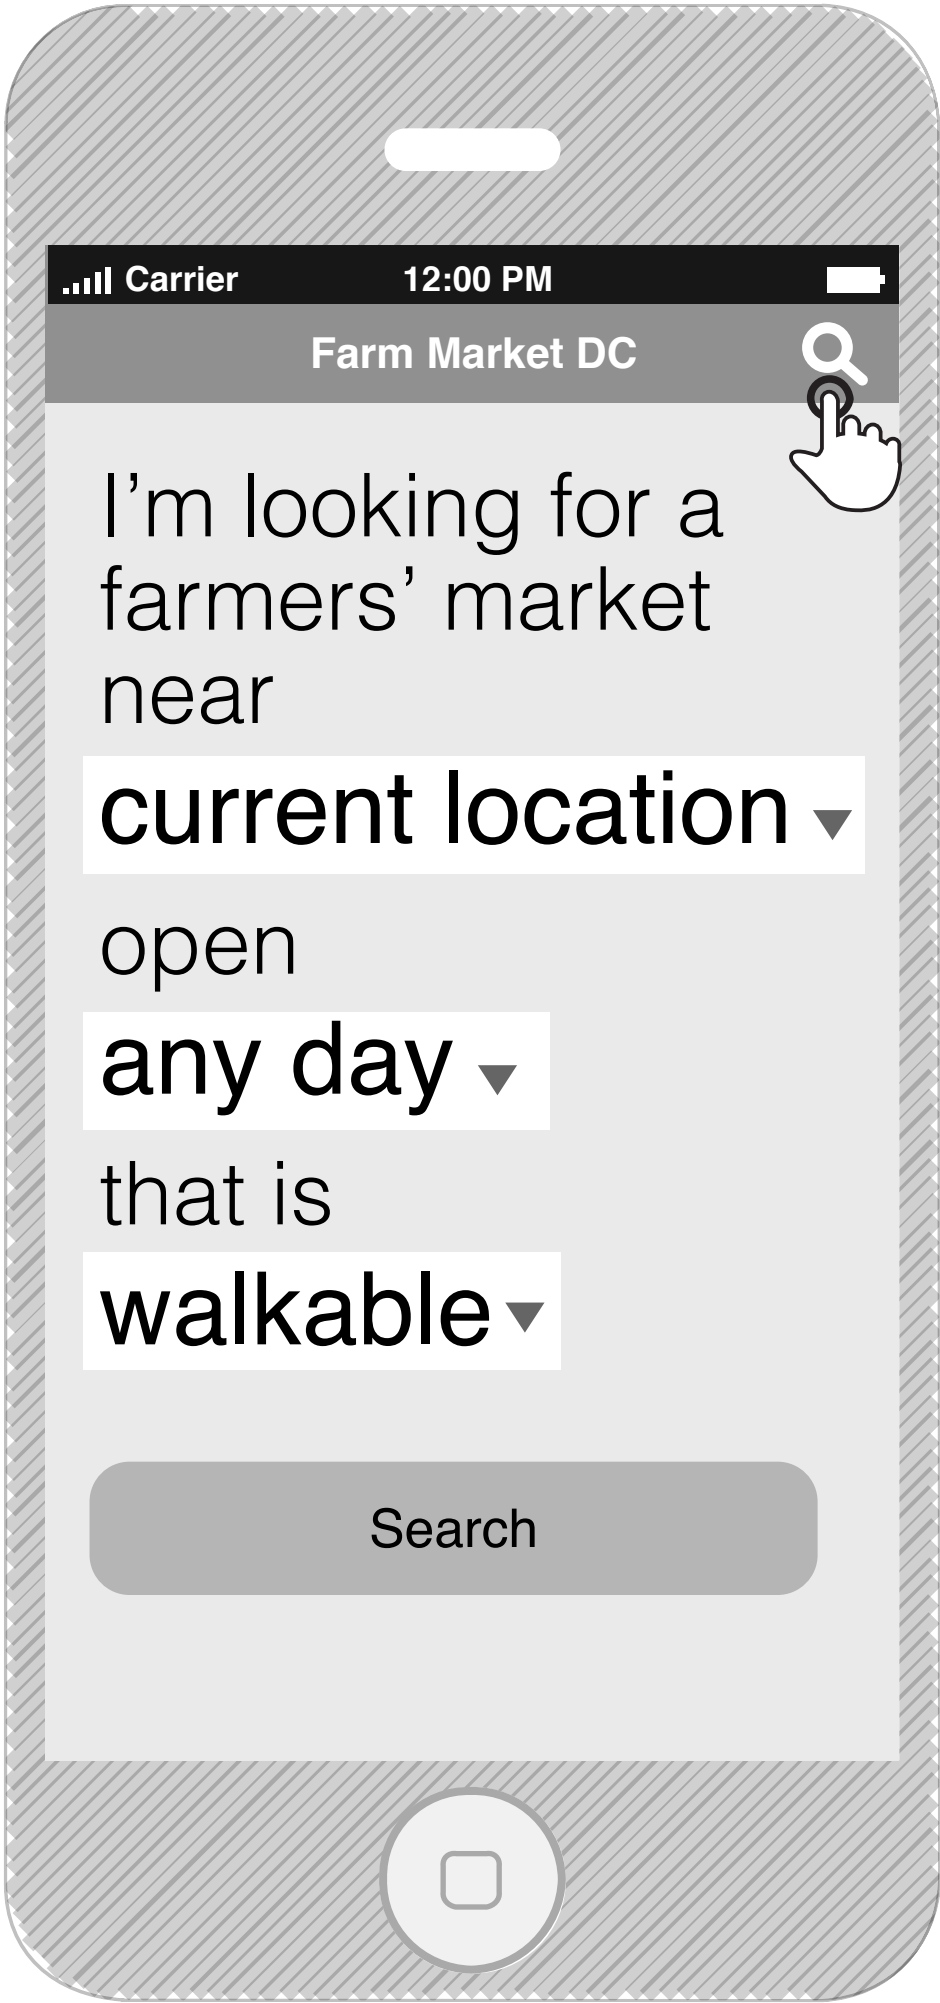 Carrier 12:00 PM
Farm Market DC
I’m looking for a
farmers’ market
near
current location
open
any day
that is
walkable
Search